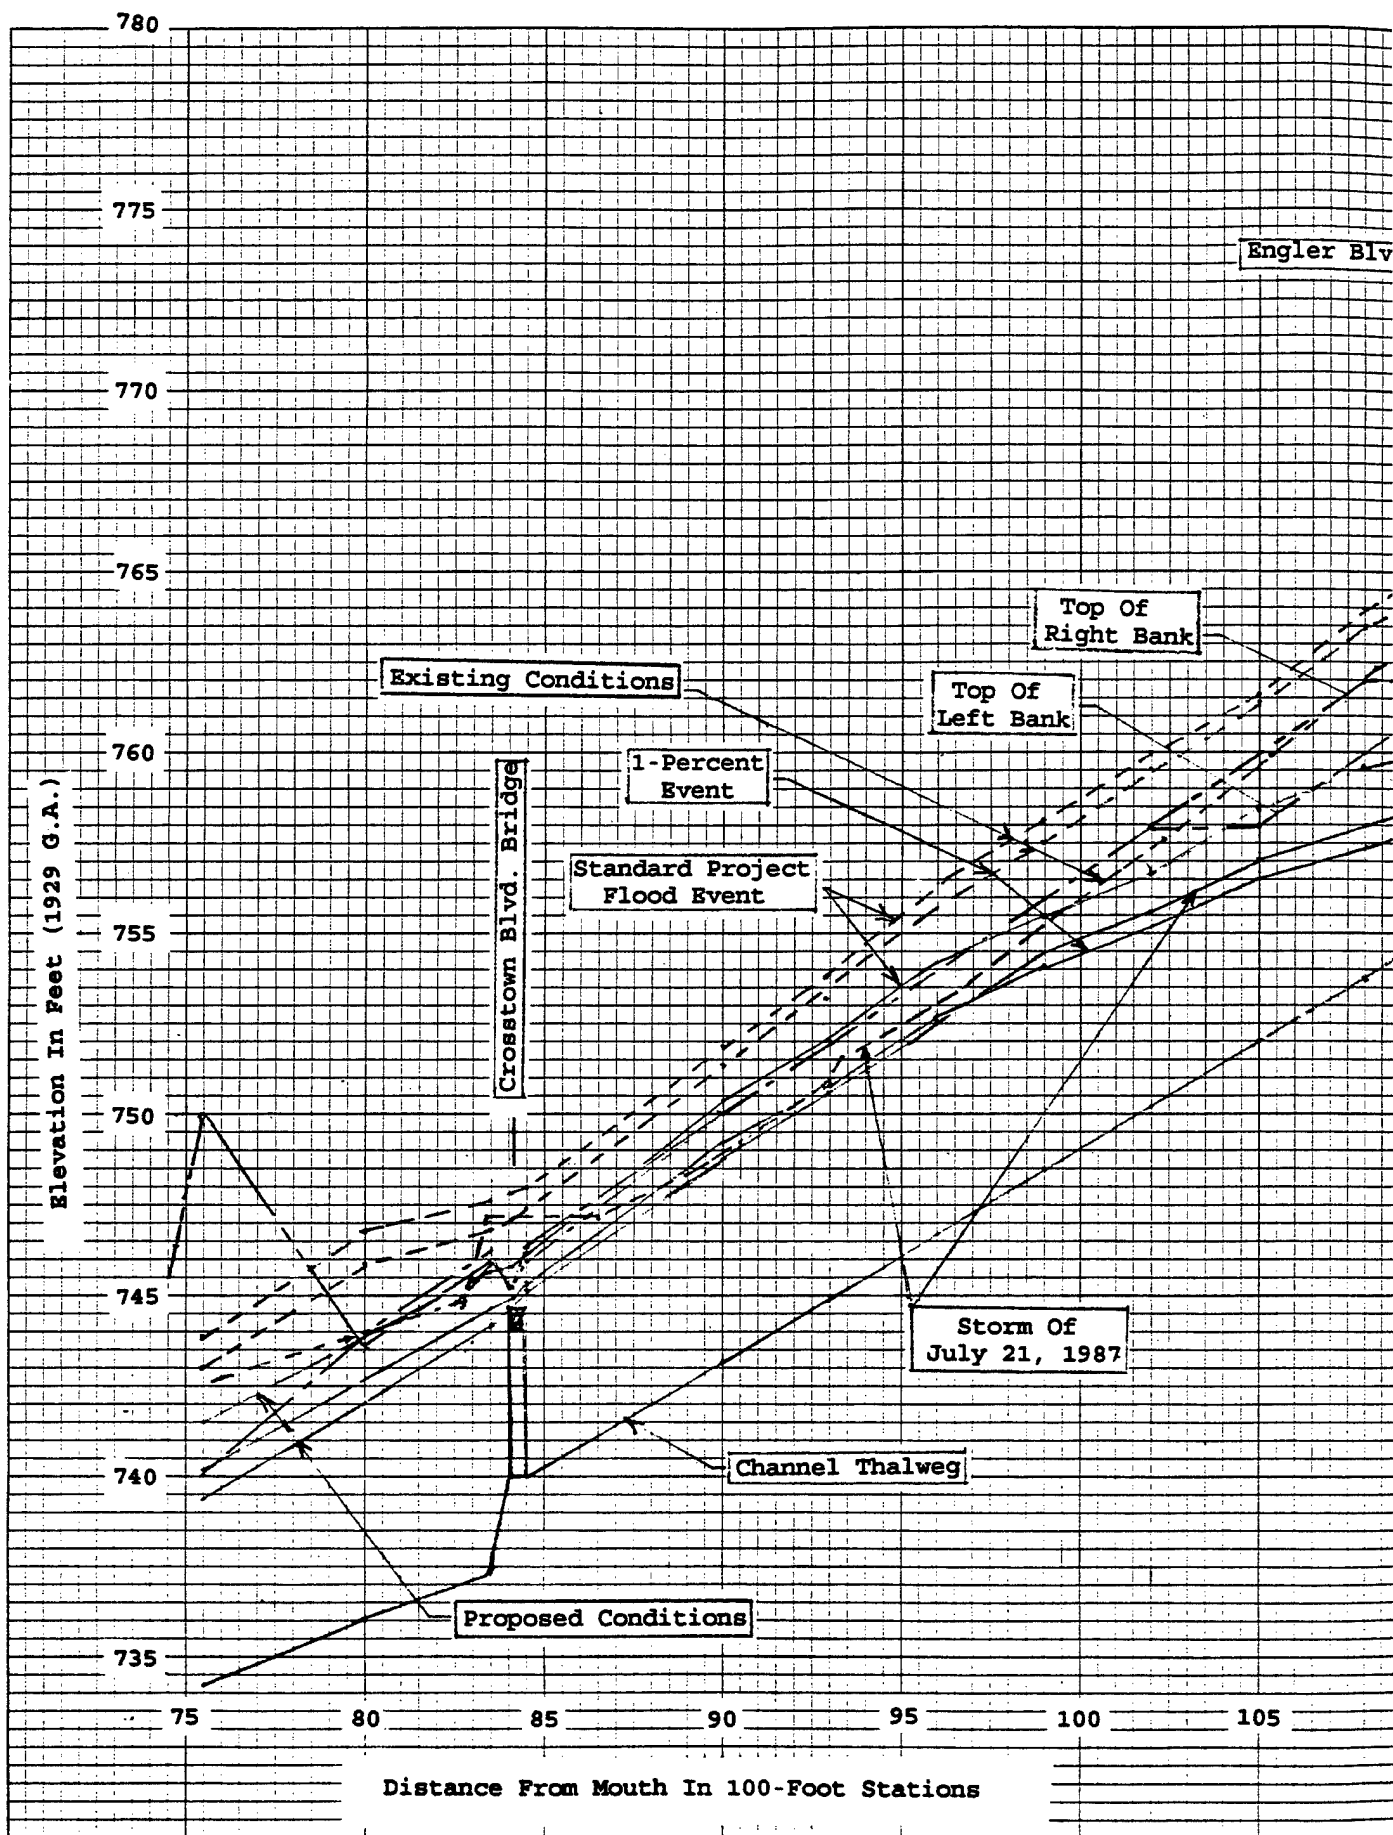 780
775
Engler Blv
770
765
Top Of
Right Bank
Existing Conditions
Top Of
Left Bank
760
1-Percent
Event
Elevation In Feet (1929 G.A.)
Crosstown Blvd. Bridge
Standard Project
Flood Event
755
750
745
Storm Of
July 21, 1987
740
Channel Thalweg
Proposed Conditions
735
75 80 85 90 95 100 105
Distance From Mouth In 100-Foot Stations